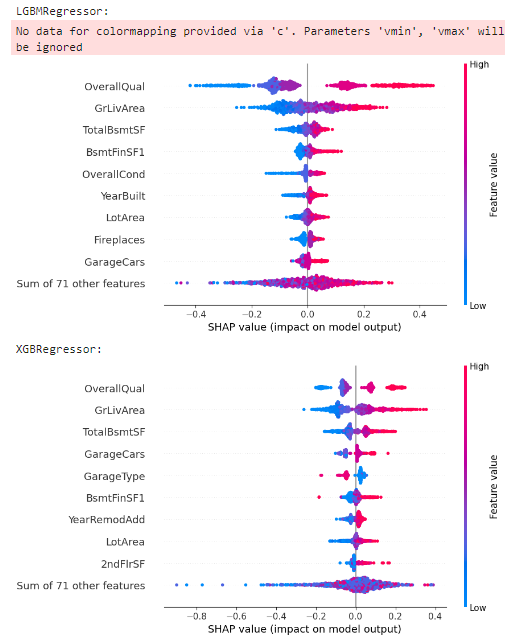 LGBMRegressor:
No data for colormapping provided via 'c'. Parameters 'vmin', 'vmax' will
be ignored
High
OverallQual
GrLivArea
TotalBsmtSF
BsmtFinSF1
OverallCond
YearBuilt
LotArea
Fireplaces
GarageCars
Sum of 71 other features
Feature value
Low
−0.4 −0.2 0.0 0.2 0.4
SHAP value (impact on model output)
XGBRegressor:
High
OverallQual
GrLivArea
TotalBsmtSF
GarageCars
GarageType
BsmtFinSF1
YearRemodAdd
LotArea
2ndFlrSF
Sum of 71 other features
Feature value
Low
−0.8 −0.6 −0.4 −0.2 0.0 0.2 0.4
SHAP value (impact on model output)